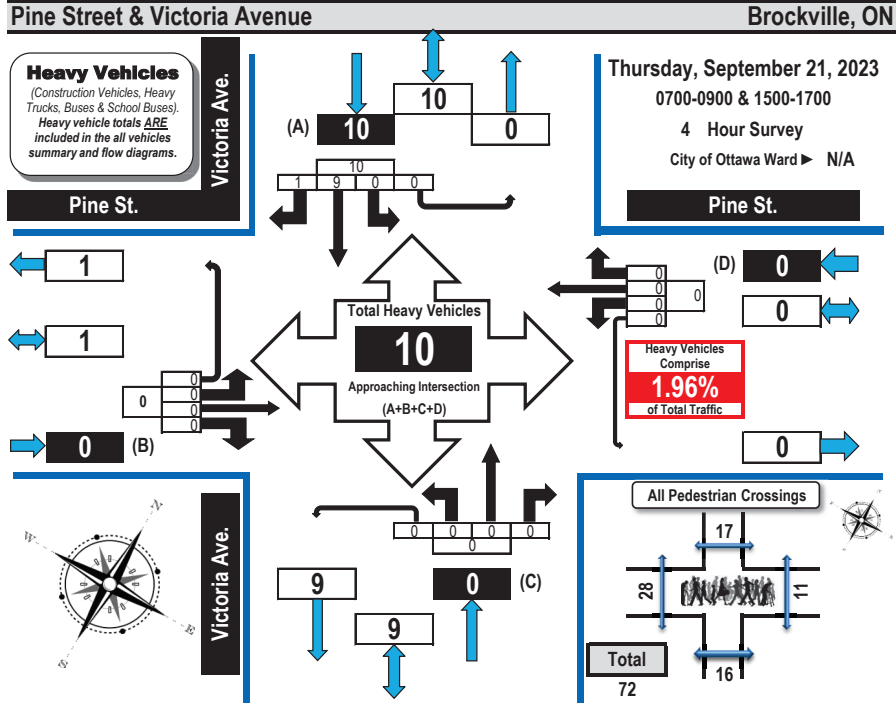 Pine Street & Victoria Avenue
Brockville, ON
Heavy Vehicles
(Construction Vehicles, Heavy
Trucks, Buses & School Buses).
Heavy vehicle totals ARE
included in the all vehicles
summary and flow diagrams.
Victoria Ave.
Pine St.
(A)
10
10
0
10
1 9 0 0
Thursday, September 21, 2023
0700-0900 & 1500-1700
4 Hour Survey
City of Ottawa Ward ► N/A
Pine St.
1
1
0
0
0
0
0
0 (B)
Total Heavy Vehicles
10
Approaching Intersection
(A+B+C+D)
0
0
0
0
0
(D) 0
0
Heavy Vehicles
Comprise
1.96%
of Total Traffic
0
N
W
E
S
Victoria Ave.
0 0 0 0
0
9
0 (C)
9
All Pedestrian Crossings
17
28
11
16
Total
72